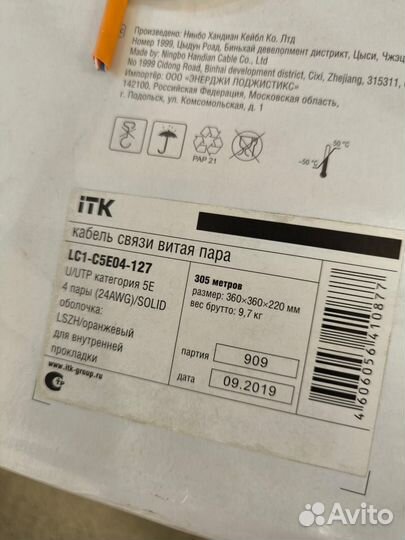 Произведено: Нинбо Хандиан Кейбл Ко. Лтд
Номер 1999, Цыдун Роад, Биньхай девелопмент дистрикт, Цыси, Чжэцз
Made by: Ningbo Handian Cable Co., Ltd
No 1999 Cidong Road, Binhai development district, Cixi, Zhejiang, 315311,
Импортёр: ООО «ЭНЕРДЖИ ЛОДЖИСТИКС»
142100, Российская Федерация, Московская область,
г. Подольск, ул. Комсомольская, д. 1
PAP 21
-50 °C
50 °C
iTK
кабель связи витая пара
LC1-C5E04-127
U/UTP категория 5E
4 пары (24AWG)/SOLID
оболочка:
LSZH/оранжевый
для внутренней
прокладки
www.itk-group.ru
305 метров
размер: 360×360×220 мм
вес брутто: 9,7 кг
партия 909
дата 09.2019
4606056410877
Avito